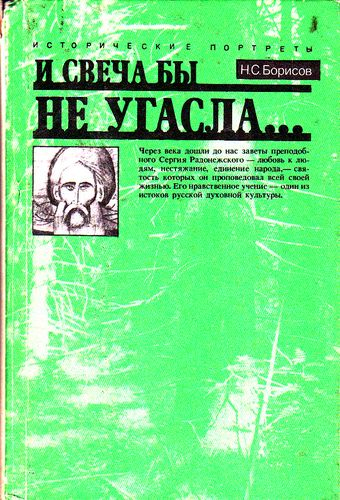 ИСТОРИЧЕСКИЕ ПОРТРЕТЫ
И СВЕЧА БЫ
Н.С.Борисов
НЕ УГАСЛА...
Через века дошли до нас заветы преподоб-
ного Сергия Радонежского — любовь к лю-
дям, нестяжание, единение народа,— свя-
тость которых он проповедовал всей своей
жизнью. Его нравственное учение — один из
истоков русской духовной культуры.